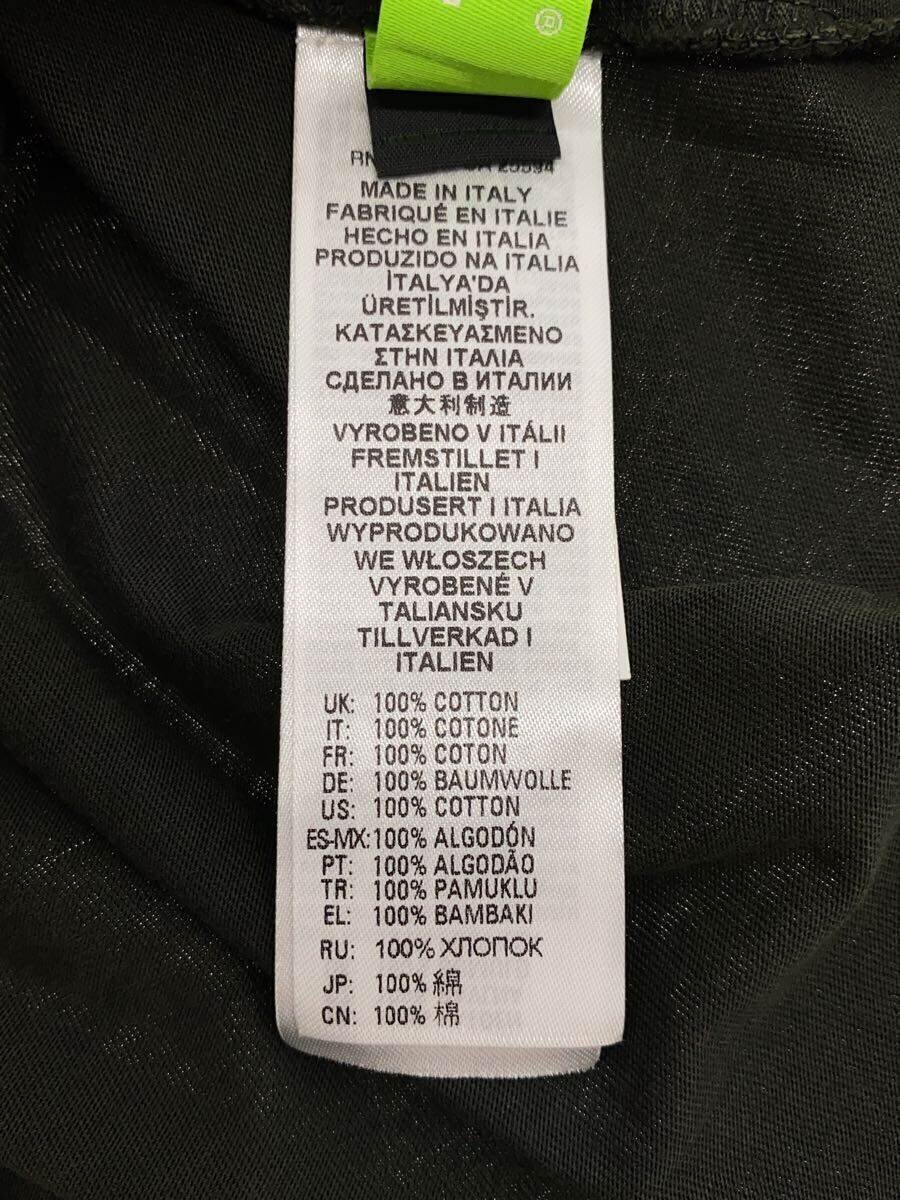 ®
MADE IN ITALY
FABRIQUÉ EN ITALIE
HECHO EN ITALIA
PRODUZIDO NA ITALIA
İTALYA'DA
ÜRETİLMİŞTİR.
ΚΑΤΑΣΚΕΥΑΣΜΕΝΟ
ΣΤΗΝ ΙΤΑΛΙΑ
СДЕЛАНО В ИТАЛИИ
意大利制造
VYROBENO V ITÁLII
FREMSTILLET I
ITALIEN
PRODUSERT I ITALIA
WYPRODUKOWANO
WE WŁOSZECH
VYROBENÉ V
TALIANSKU
TILLVERKAD I
ITALIEN
UK: 100% COTTON
IT: 100% COTONE
FR: 100% COTON
DE: 100% BAUMWOLLE
US: 100% COTTON
ES-MX: 100% ALGODÓN
PT: 100% ALGODÃO
TR: 100% PAMUKLU
EL: 100% ΒΑΜΒΑΚΙ
RU: 100% ХЛОПОК
JP: 100% 綿
CN: 100% 棉